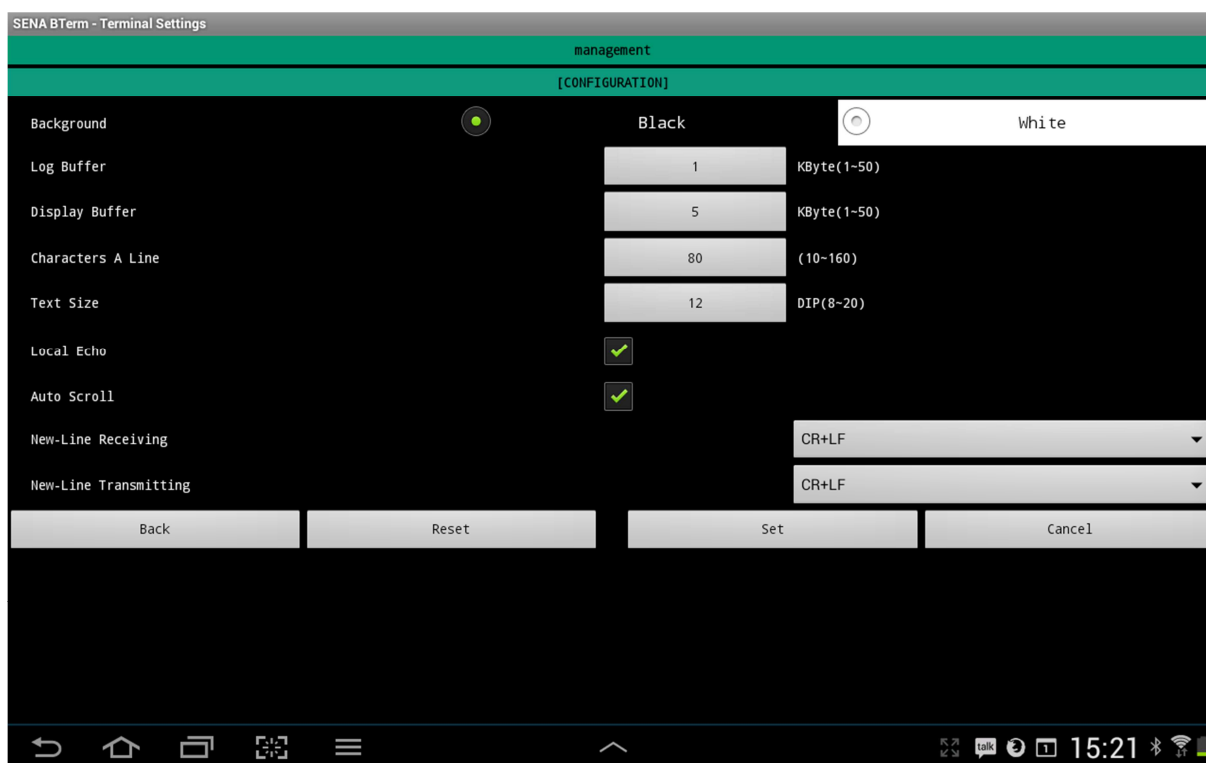 SENA BTerm - Terminal Settings
management
[CONFIGURATION]
Background Black White
Log Buffer 1 KByte(1~50)
Display Buffer 5 KByte(1~50)
Characters A Line 80 (10~160)
Text Size 12 DIP(8~20)
Local Echo
Auto Scroll
New-Line Receiving CR+LF
New-Line Transmitting CR+LF
Back Reset Set Cancel
talk 1 15:21